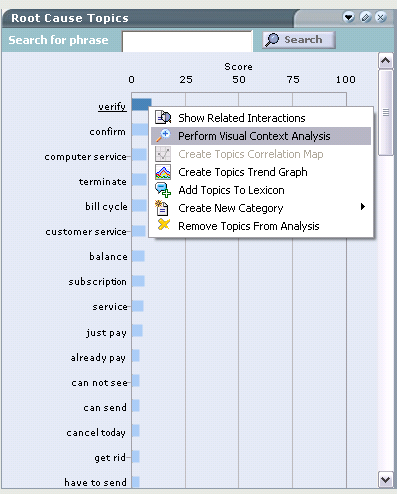 Root Cause Topics
Search for phrase
Search
Score
0 25 50 75 100
verify
confirm
computer service
terminate
bill cycle
customer service
balance
subscription
service
just pay
already pay
can not see
can send
cancel today
get rid
have to send
Show Related Interactions
Perform Visual Context Analysis
Create Topics Correlation Map
Create Topics Trend Graph
Add Topics To Lexicon
Create New Category
Remove Topics From Analysis